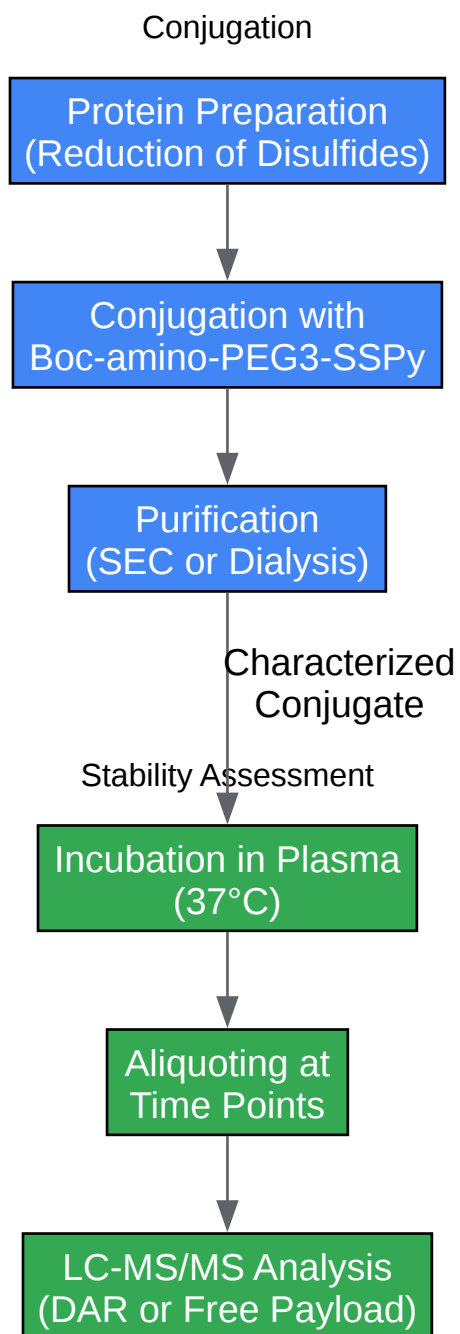 Conjugation
Protein Preparation
(Reduction of Disulfides)
Conjugation with
Boc-amino-PEG3-SSPy
Purification
(SEC or Dialysis)
Characterized
Conjugate
Stability Assessment
Incubation in Plasma
(37°C)
Aliquoting at
Time Points
LC-MS/MS Analysis
(DAR or Free Payload)